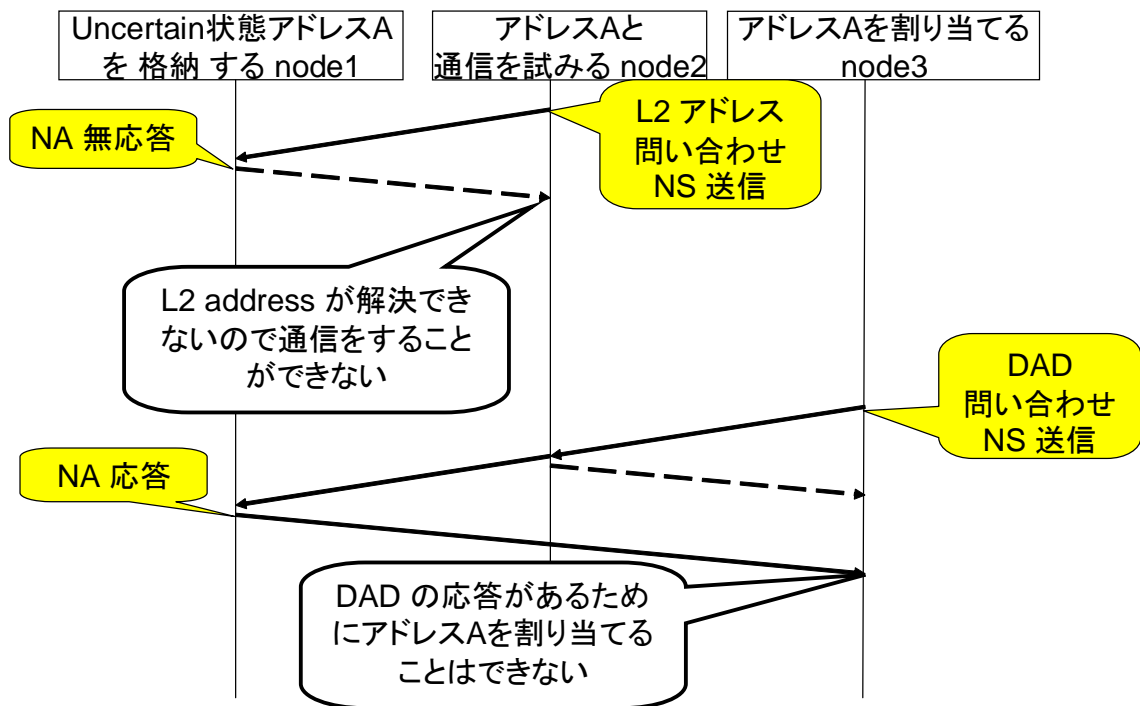 Uncertain状態アドレスA
を 格納 する node1
アドレスAと
通信を試みる node2
アドレスAを割り当てる
node3
NA 無応答
L2 アドレス
問い合わせ
NS 送信
L2 address が解決でき
ないので通信をすること
ができない
DAD
問い合わせ
NS 送信
NA 応答
DAD の応答があるため
にアドレスAを割り当てる
ことはできない